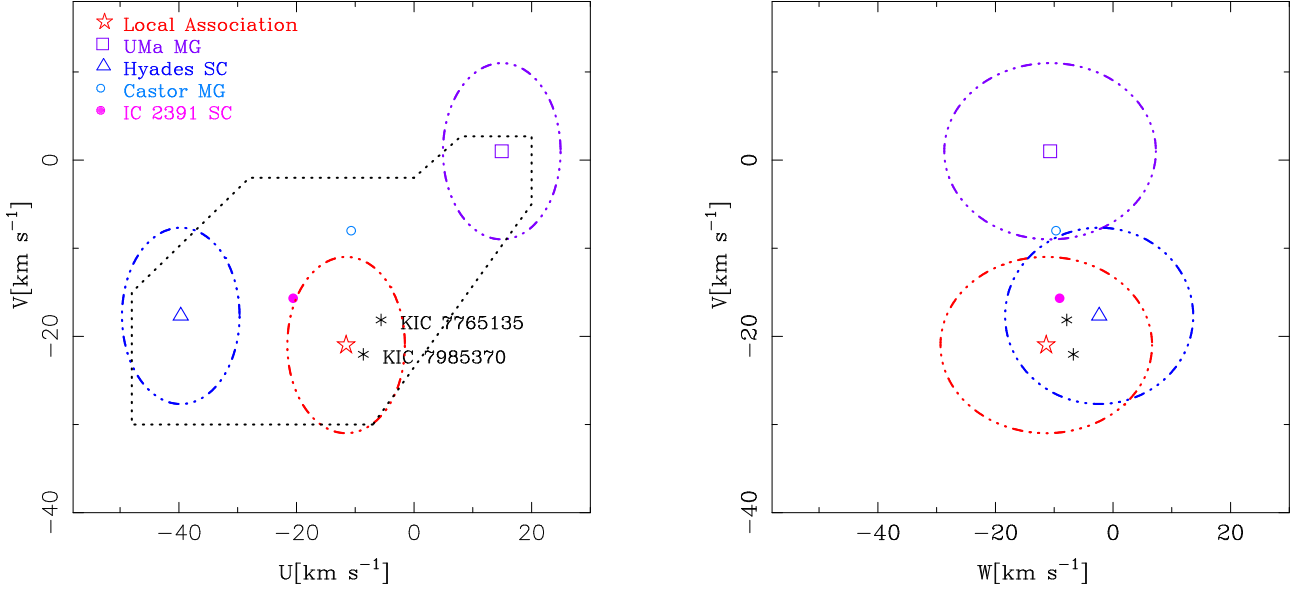 Local Association
UMa MG
Hyades SC
Castor MG
IC 2391 SC
KIC 7765135
KIC 7985370
0
−20
−40
−40
−20
0
20
V[km s⁻¹]
U[km s⁻¹]
0
−20
−40
−40
−20
0
20
V[km s⁻¹]
W[km s⁻¹]